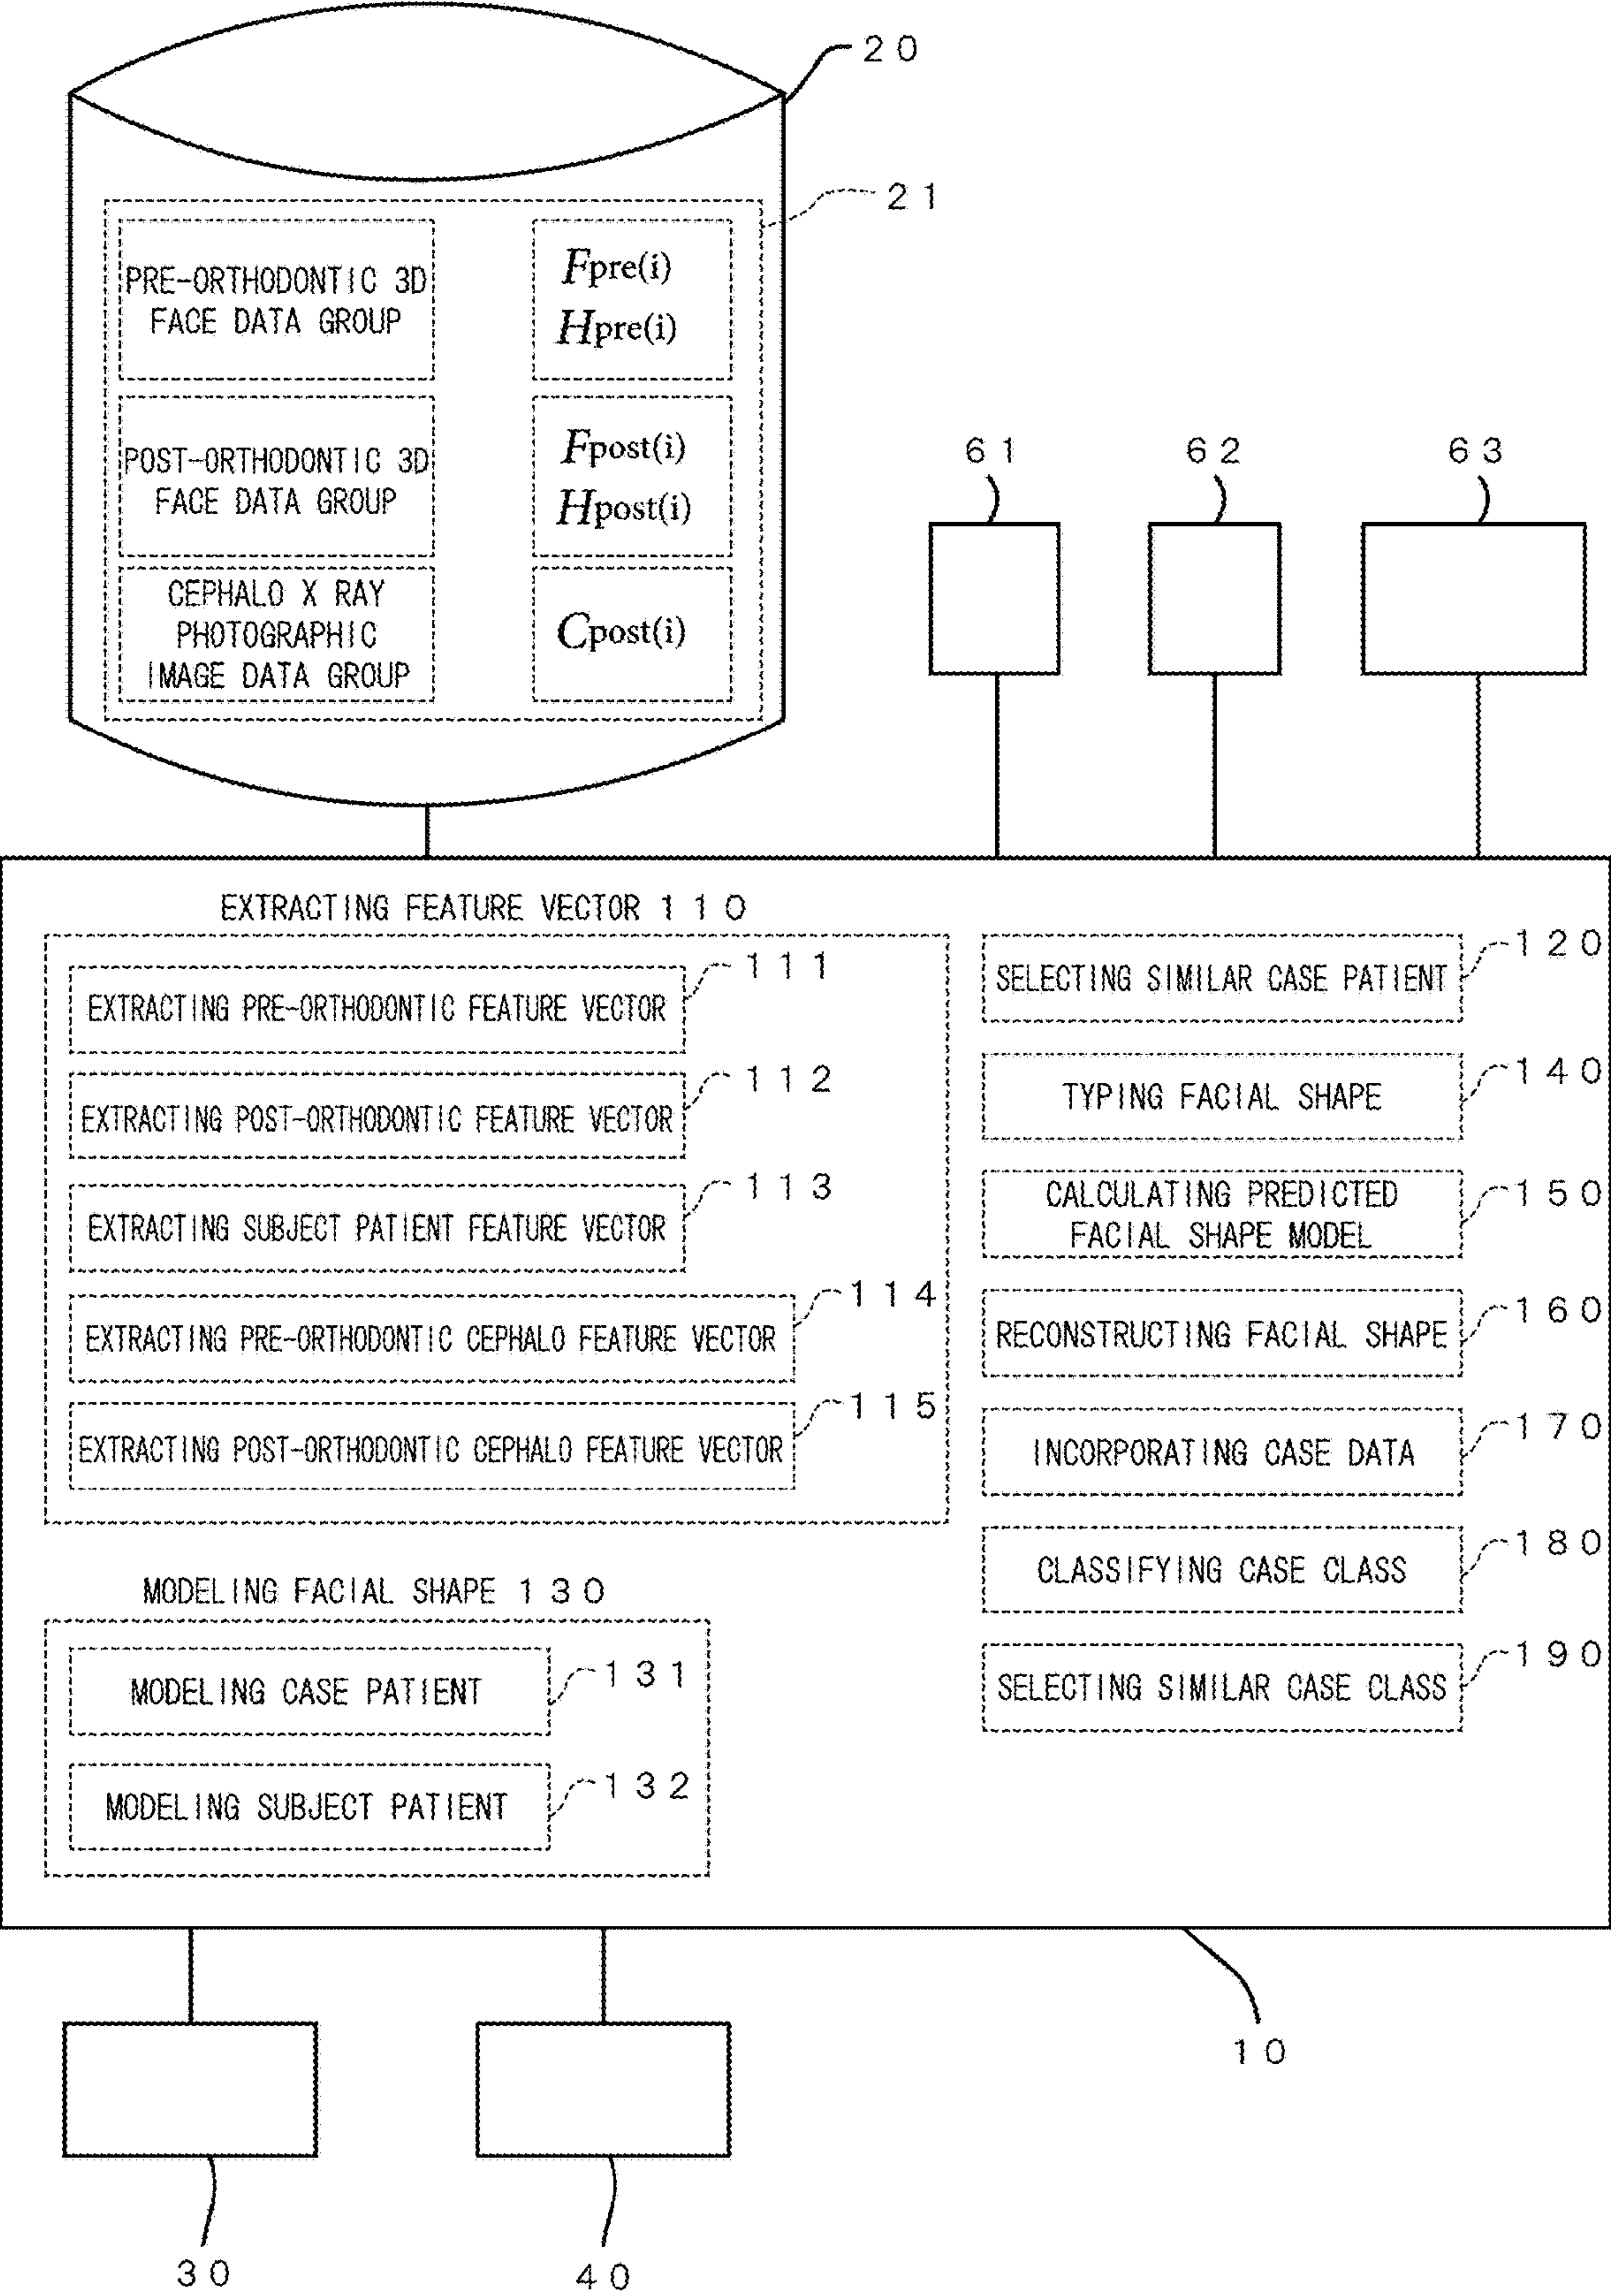 20
21
PRE-ORTHODONTIC 3D
FACE DATA GROUP
Fpre(i)
Hpre(i)
POST-ORTHODONTIC 3D
FACE DATA GROUP
Fpost(i)
Hpost(i)
CEPHALO X RAY
PHOTOGRAPHIC
IMAGE DATA GROUP
Cpost(i)
61
62
63
EXTRACTING FEATURE VECTOR 110
EXTRACTING PRE-ORTHODONTIC FEATURE VECTOR
111
EXTRACTING POST-ORTHODONTIC FEATURE VECTOR
112
EXTRACTING SUBJECT PATIENT FEATURE VECTOR
113
EXTRACTING PRE-ORTHODONTIC CEPHALO FEATURE VECTOR
114
EXTRACTING POST-ORTHODONTIC CEPHALO FEATURE VECTOR
115
MODELING FACIAL SHAPE 130
MODELING CASE PATIENT
131
MODELING SUBJECT PATIENT
132
SELECTING SIMILAR CASE PATIENT
120
TYPING FACIAL SHAPE
140
CALCULATING PREDICTED
FACIAL SHAPE MODEL
150
RECONSTRUCTING FACIAL SHAPE
160
INCORPORATING CASE DATA
170
CLASSIFYING CASE CLASS
180
SELECTING SIMILAR CASE CLASS
190
10
30
40